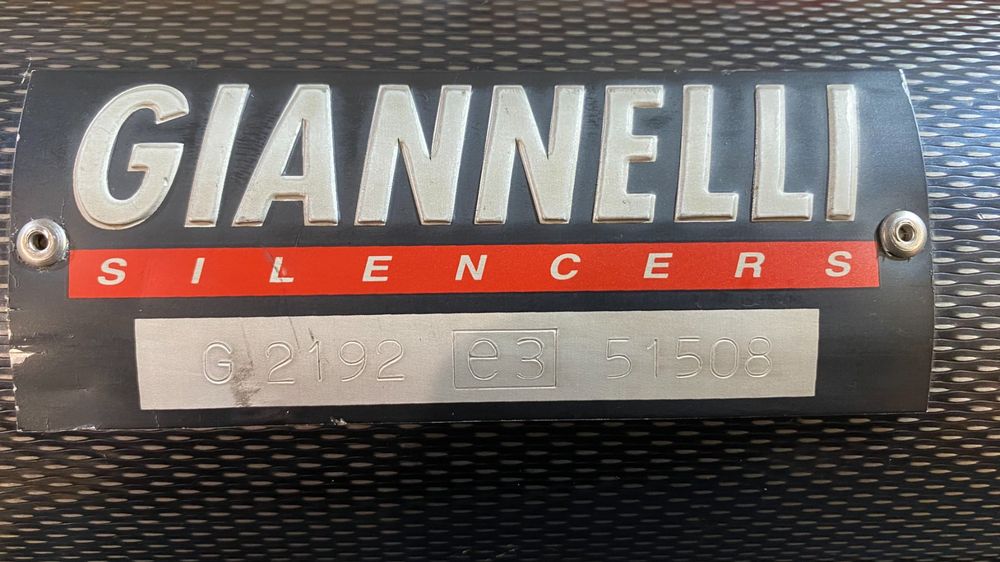 GIANNELLI
SILENCERS
G 2192 e3 51508